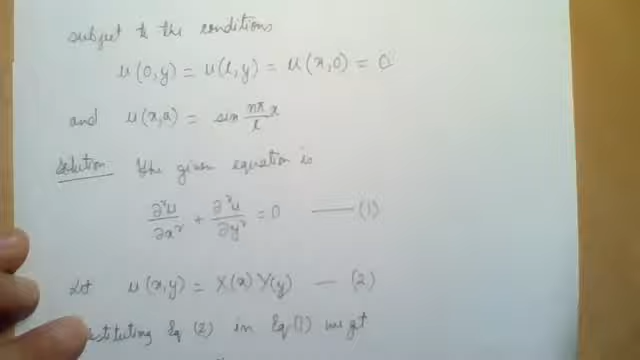 subject to the conditions
u(0,y) = u(l,y) = u(x,0) = 0
and u(x,a) = sin nπ/l x
Solution The given equation is
∂²u/∂x² + ∂²u/∂y² = 0 —— (1)
Let u(x,y) = X(x) Y(y) — (2)
stituting Eq (2) in Eq(1) we get